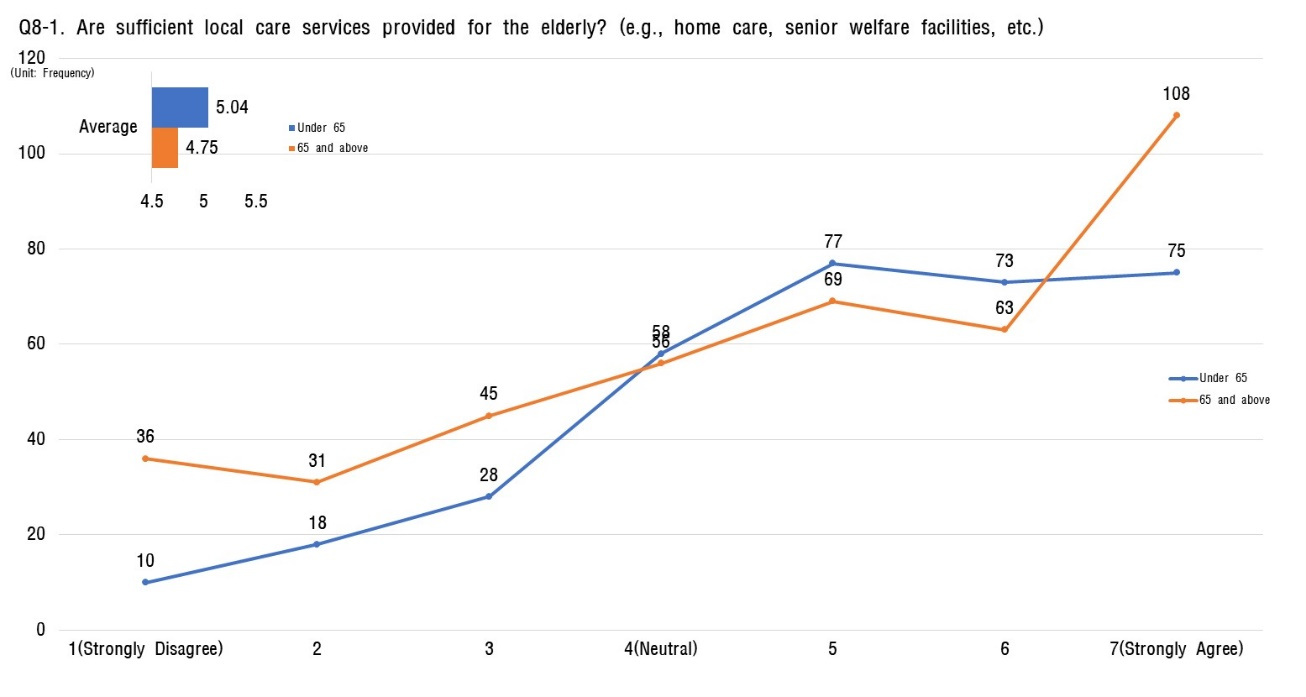 Q8-1. Are sufficient local care services provided for the elderly? (e.g., home care, senior welfare facilities, etc.)
120
(Unit: Frequency)
108
5.04
Average
Under 65
4.75
65 and above
100
4.5 5 5.5
80
77
73
75
69
63
60
58
56
Under 65
65 and above
45
40
36
31
28
20
18
10
0
1(Strongly Disagree) 2 3 4(Neutral) 5 6 7(Strongly Agree)